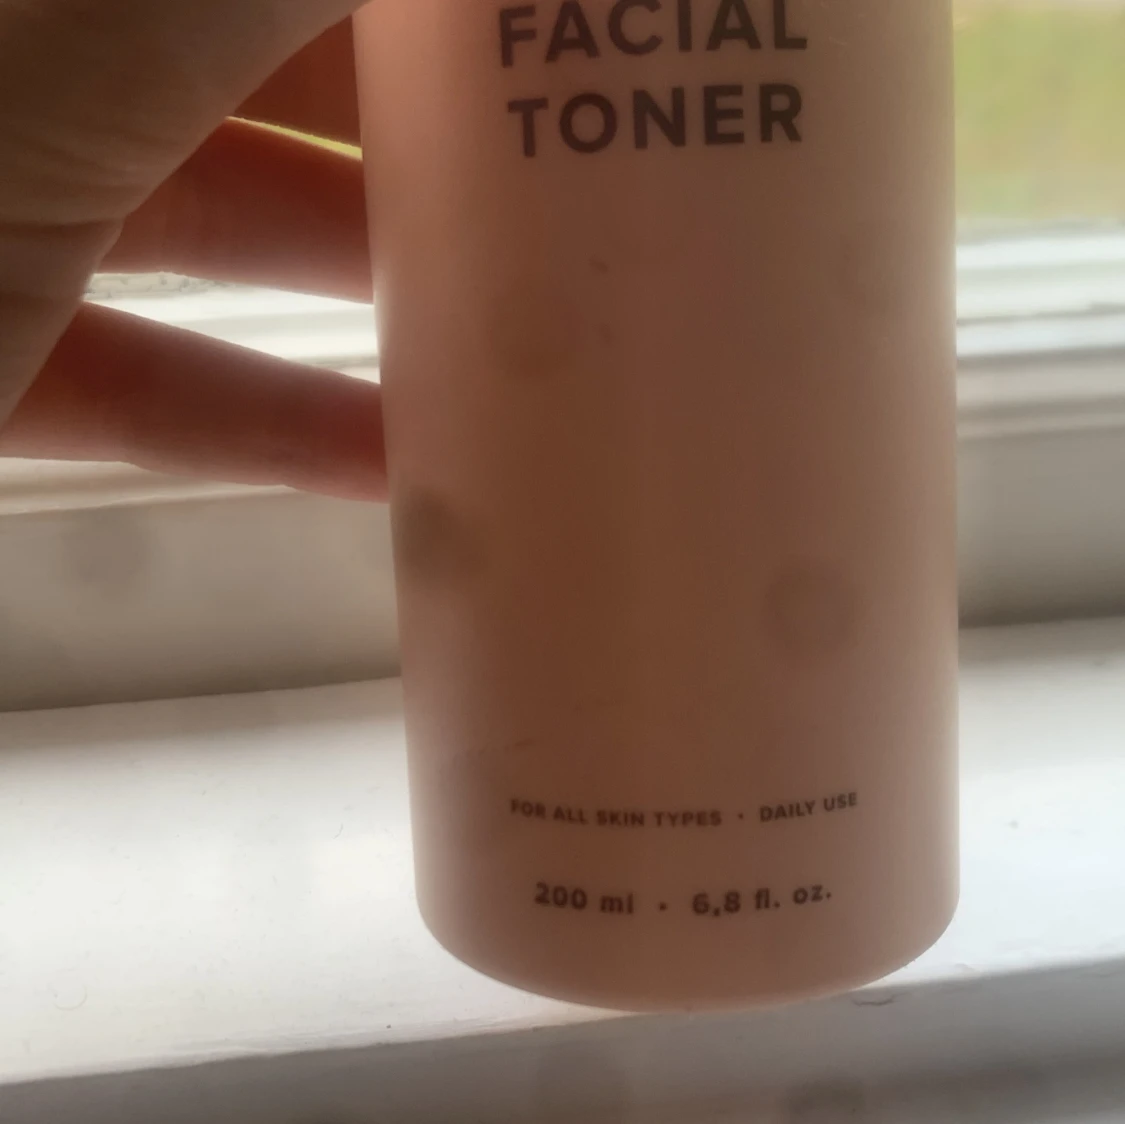 FACIAL
TONER
FOR ALL SKIN TYPES · DAILY USE
200 ml · 6,8 fl. oz.